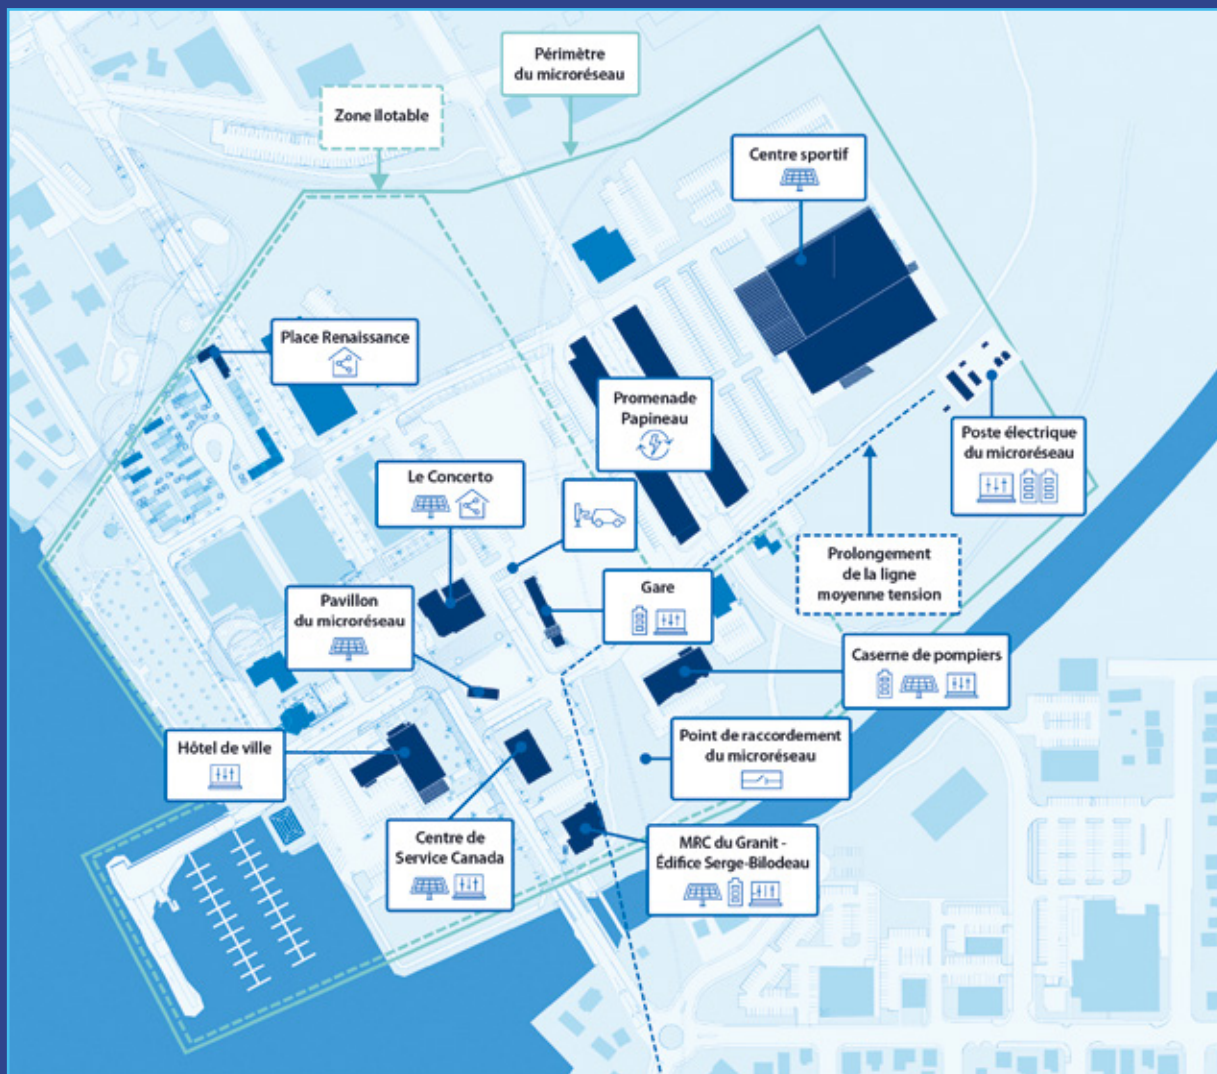 Périmètre
du microréseau
Zone îlotable
Centre sportif
Place Renaissance
Promenade
Papineau
Poste électrique
du microréseau
Le Concerto
Prolongement
de la ligne
moyenne tension
Gare
Pavillon
du microréseau
Caserne de pompiers
Point de raccordement
du microréseau
Hôtel de ville
Centre de
Service Canada
MRC du Granit -
Édifice Serge-Bilodeau